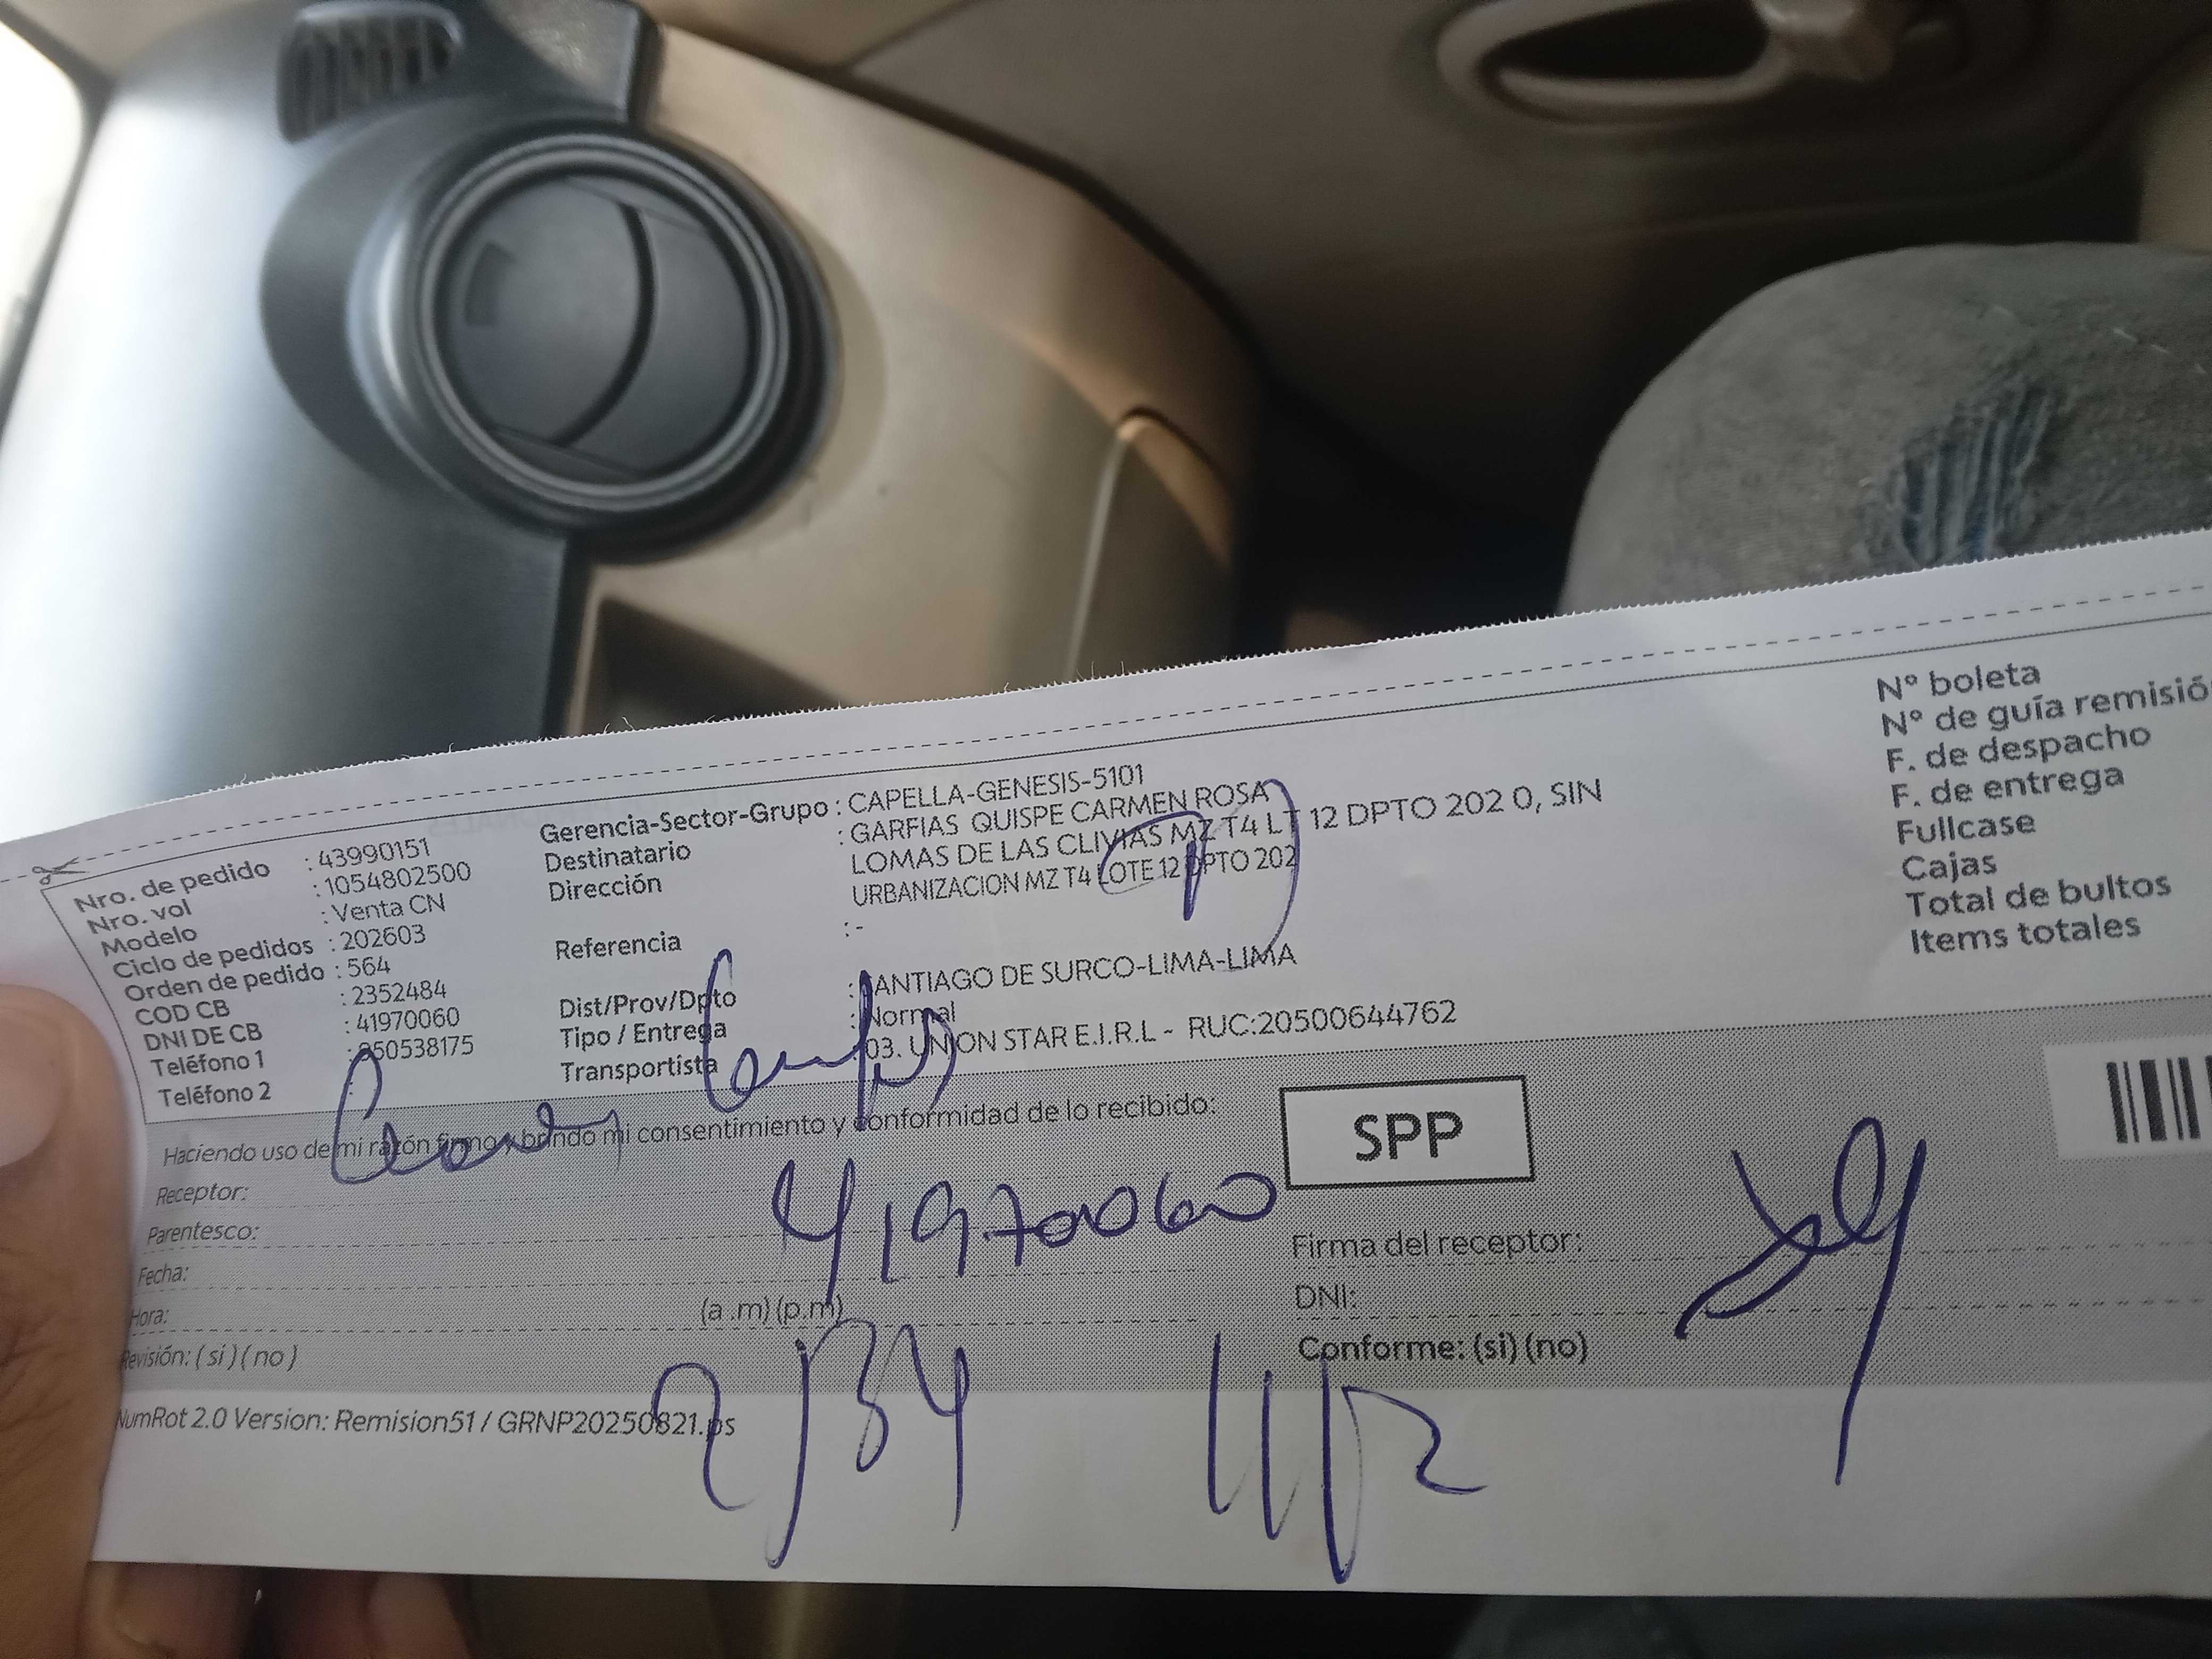 Nro. de pedido : 43990151
Nro. vol : 1054802500
Modelo : Venta CN
Ciclo de pedidos : 202603
Orden de pedido : 564
COD CB : 2352484
DNI DE CB : 41970060
Teléfono 1 : 950538175
Teléfono 2 :
Gerencia-Sector-Grupo : CAPELLA-GENESIS-5101
Destinatario : GARFIAS QUISPE CARMEN ROSA
Dirección LOMAS DE LAS CLIVIAS MZ T4 LT 12 DPTO 202 0, SIN
URBANIZACION MZ T4 LOTE 12 DPTO 202
Referencia : -
Dist/Prov/Dpto : SANTIAGO DE SURCO-LIMA-LIMA
Tipo / Entrega : Normal
Transportista : 03. UNION STAR E.I.R.L - RUC:20500644762
Nº boleta
Nº de guía remisió
F. de despacho
F. de entrega
Fullcase
Cajas
Total de bultos
Items totales
Haciendo uso de mi razón firmo y brindo mi consentimiento y conformidad de lo recibido:
SPP
Receptor:
Parentesco:
41970060
Fecha:
Hora: (a .m) (p.m)
Revisión: ( si ) ( no )
Firma del receptor:
DNI:
Conforme: (si) (no)
NumRot 2.0 Version: Remision51 / GRNP20250821.ps